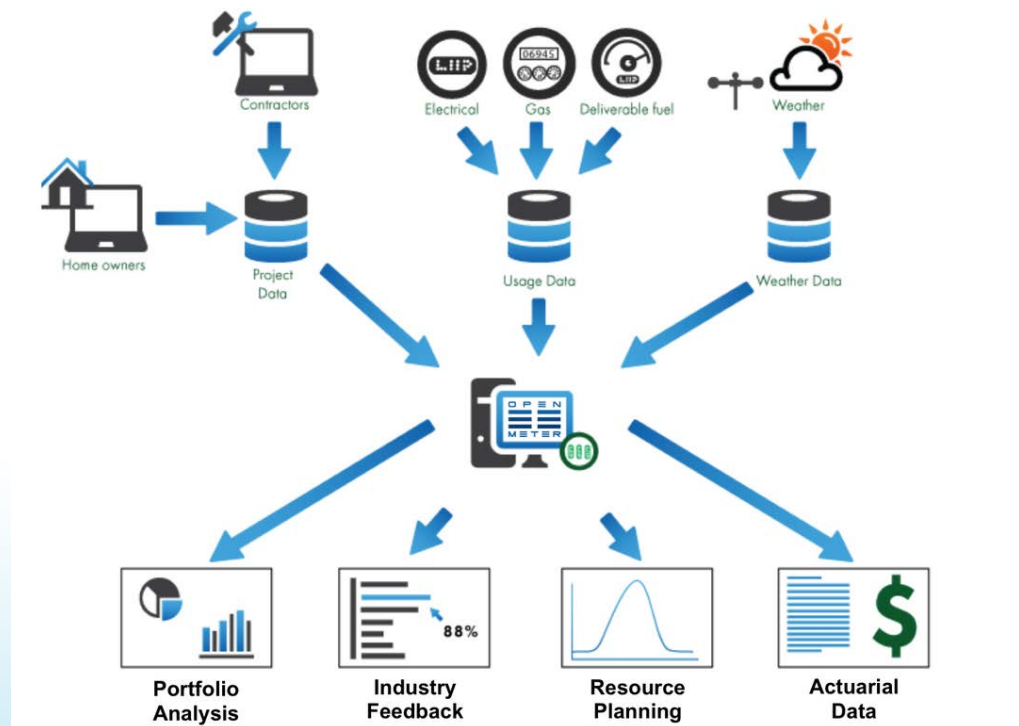 Contractors
Electrical
06945
Gas
Deliverable fuel
Weather
Home owners
Project
Data
Usage Data
Weather Data
OPEN
METER
88%
$
Portfolio
Analysis
Industry
Feedback
Resource
Planning
Actuarial
Data